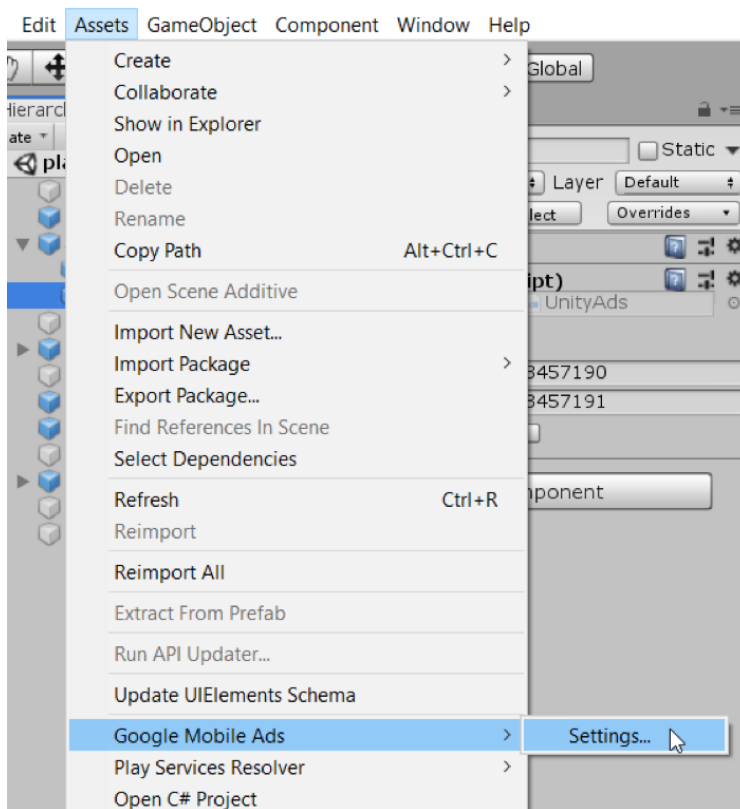 Edit Assets GameObject Component Window Help
Create
Global
Collaborate
Show in Explorer
Open
Static
Delete
Layer Default
Rename
Overrides
Copy Path Alt+Ctrl+C
Open Scene Additive
UnityAds
Import New Asset...
Import Package
3457190
Export Package...
3457191
Find References In Scene
Select Dependencies
Refresh Ctrl+R
Reimport
Reimport All
Extract From Prefab
Run API Updater...
Update UIElements Schema
Google Mobile Ads Settings...
Play Services Resolver
Open C# Project